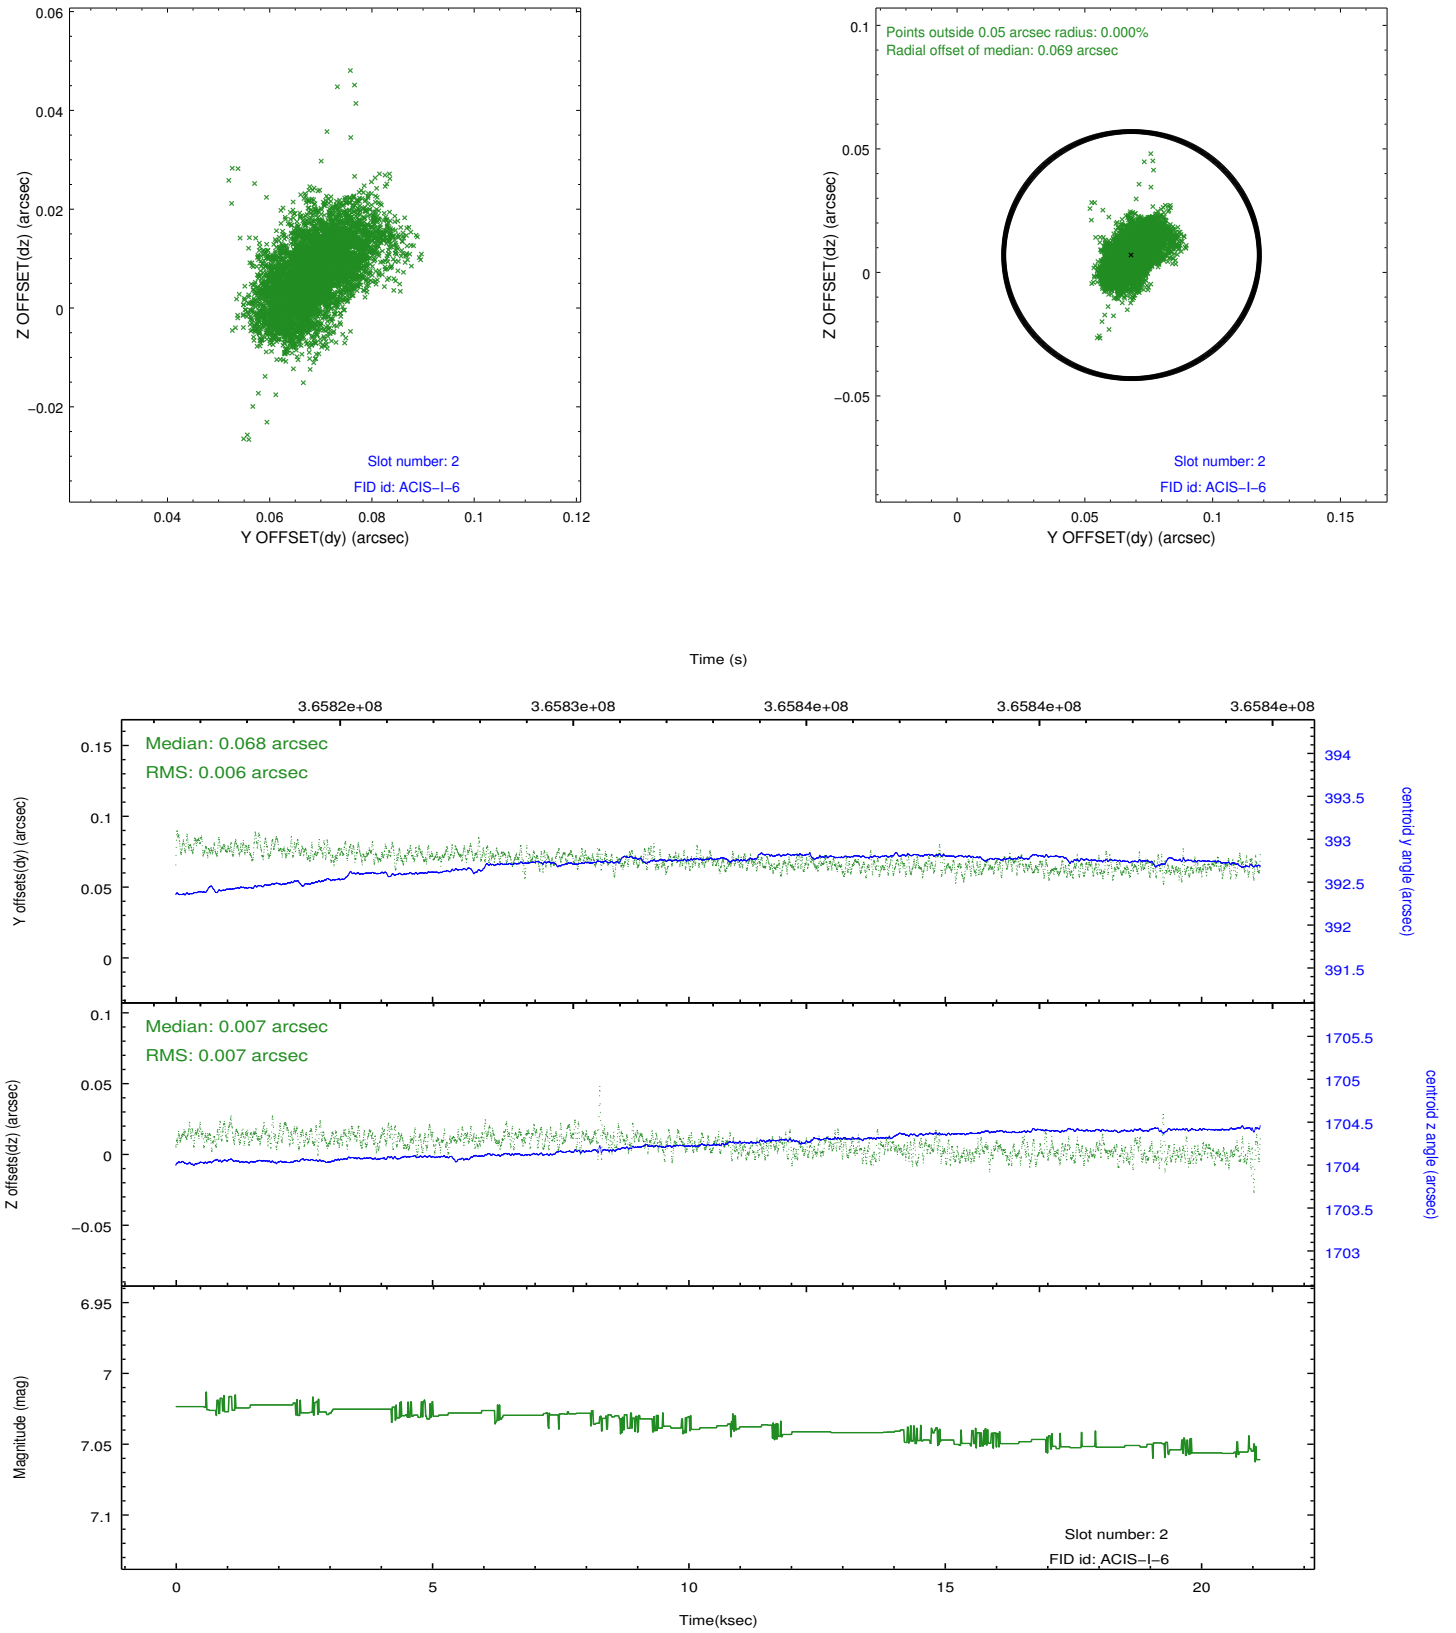 0.06
0.04
0.02
0
−0.02
Z OFFSET(dz) (arcsec)
Slot number: 2
FID id: ACIS−I−6
0.04
0.06
0.08
0.1
0.12
Y OFFSET(dy) (arcsec)
Points outside 0.05 arcsec radius: 0.000%
Radial offset of median: 0.069 arcsec
0.1
0.05
0
−0.05
Z OFFSET(dz) (arcsec)
Slot number: 2
FID id: ACIS−I−6
0
0.05
0.1
0.15
Y OFFSET(dy) (arcsec)
Time (s)
3.6582e+08
3.6583e+08
3.6584e+08
3.6584e+08
3.6584e+08
Median: 0.068 arcsec
RMS: 0.006 arcsec
0.15
0.1
0.05
0
Y offsets(dy) (arcsec)
394
393.5
393
392.5
392
391.5
centroid y angle (arcsec)
Median: 0.007 arcsec
RMS: 0.007 arcsec
0.1
0.05
0
−0.05
Z offsets(dz) (arcsec)
1705.5
1705
1704.5
1704
1703.5
1703
centroid z angle (arcsec)
6.95
7
7.05
7.1
Magnitude (mag)
Slot number: 2
FID id: ACIS−I−6
0
5
10
15
20
Time(ksec)